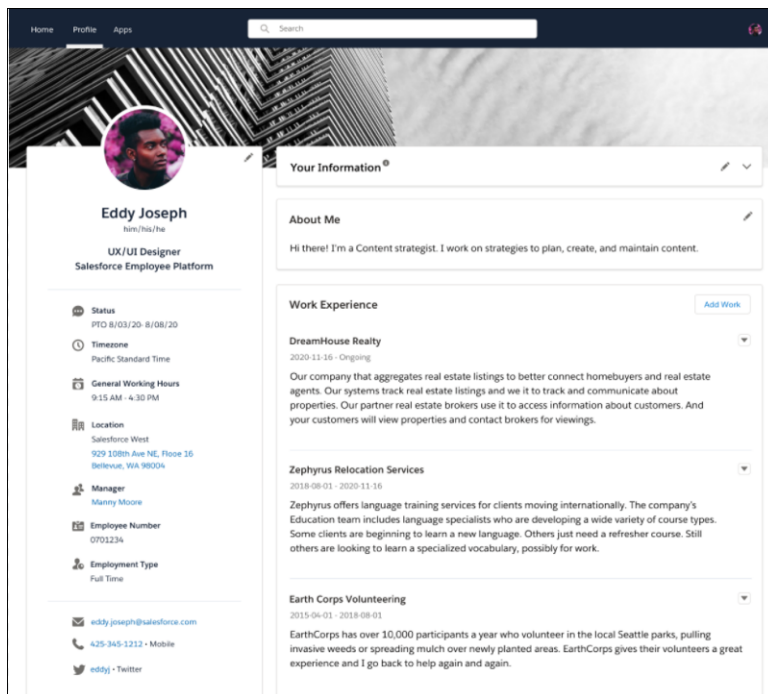 Home Profile Apps Search
Eddy Joseph
him/his/he
UX/UI Designer
Salesforce Employee Platform
Status
PTO 8/03/20- 8/08/20
Timezone
Pacific Standard Time
General Working Hours
9:15 AM - 4:30 PM
Location
Salesforce West
929 108th Ave NE, Flooe 16
Bellevue, WA 98004
Manager
Manny Moore
Employee Number
0701234
Employment Type
Full Time
eddy.joseph@salesforce.com
425-345-1212 • Mobile
eddyj • Twitter
Your Information
About Me
Hi there! I'm a Content strategist. I work on strategies to plan, create, and maintain content.
Work Experience
Add Work
DreamHouse Realty
2020-11-16 - Ongoing
Our company that aggregates real estate listings to better connect homebuyers and real estate
agents. Our systems track real estate listings and we it to track and communicate about
properties. Our partner real estate brokers use it to access information about customers. And
your customers will view properties and contact brokers for viewings.
Zephyrus Relocation Services
2018-08-01 - 2020-11-16
Zephyrus offers language training services for clients moving internationally. The company's
Education team includes language specialists who are developing a wide variety of course types.
Some clients are beginning to learn a new language. Others just need a refresher course. Still
others are looking to learn a specialized vocabulary, possibly for work.
Earth Corps Volunteering
2015-04-01 - 2018-08-01
EarthCorps has over 10,000 participants a year who volunteer in the local Seattle parks, pulling
invasive weeds or spreading mulch over newly planted areas. EarthCorps gives their volunteers a great
experience and I go back to help again and again.